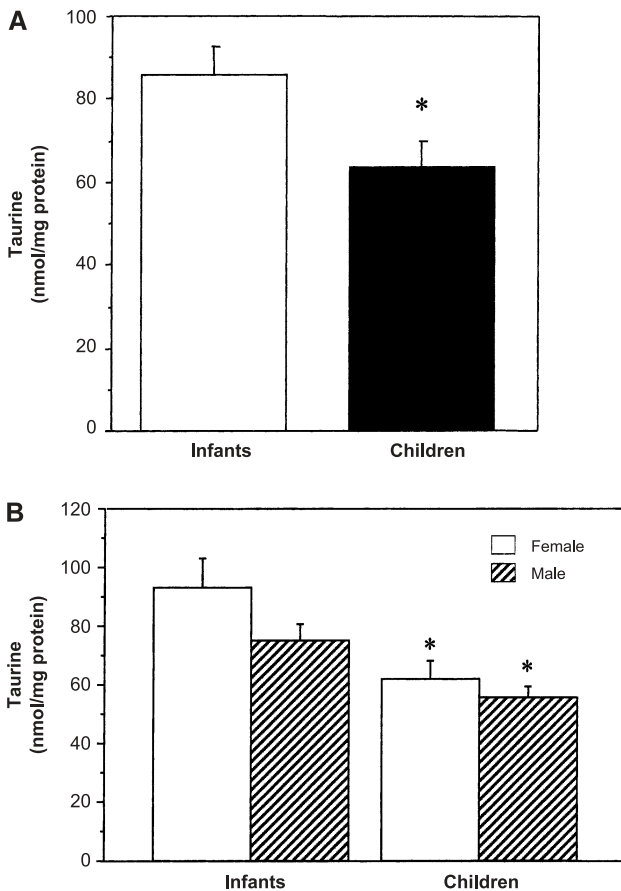 A
100
80
60
40
20
0
Taurine
(nmol/mg protein)
*
Infants Children
B
120
100
80
60
40
20
0
Taurine
(nmol/mg protein)
Female
Male
* *
Infants Children